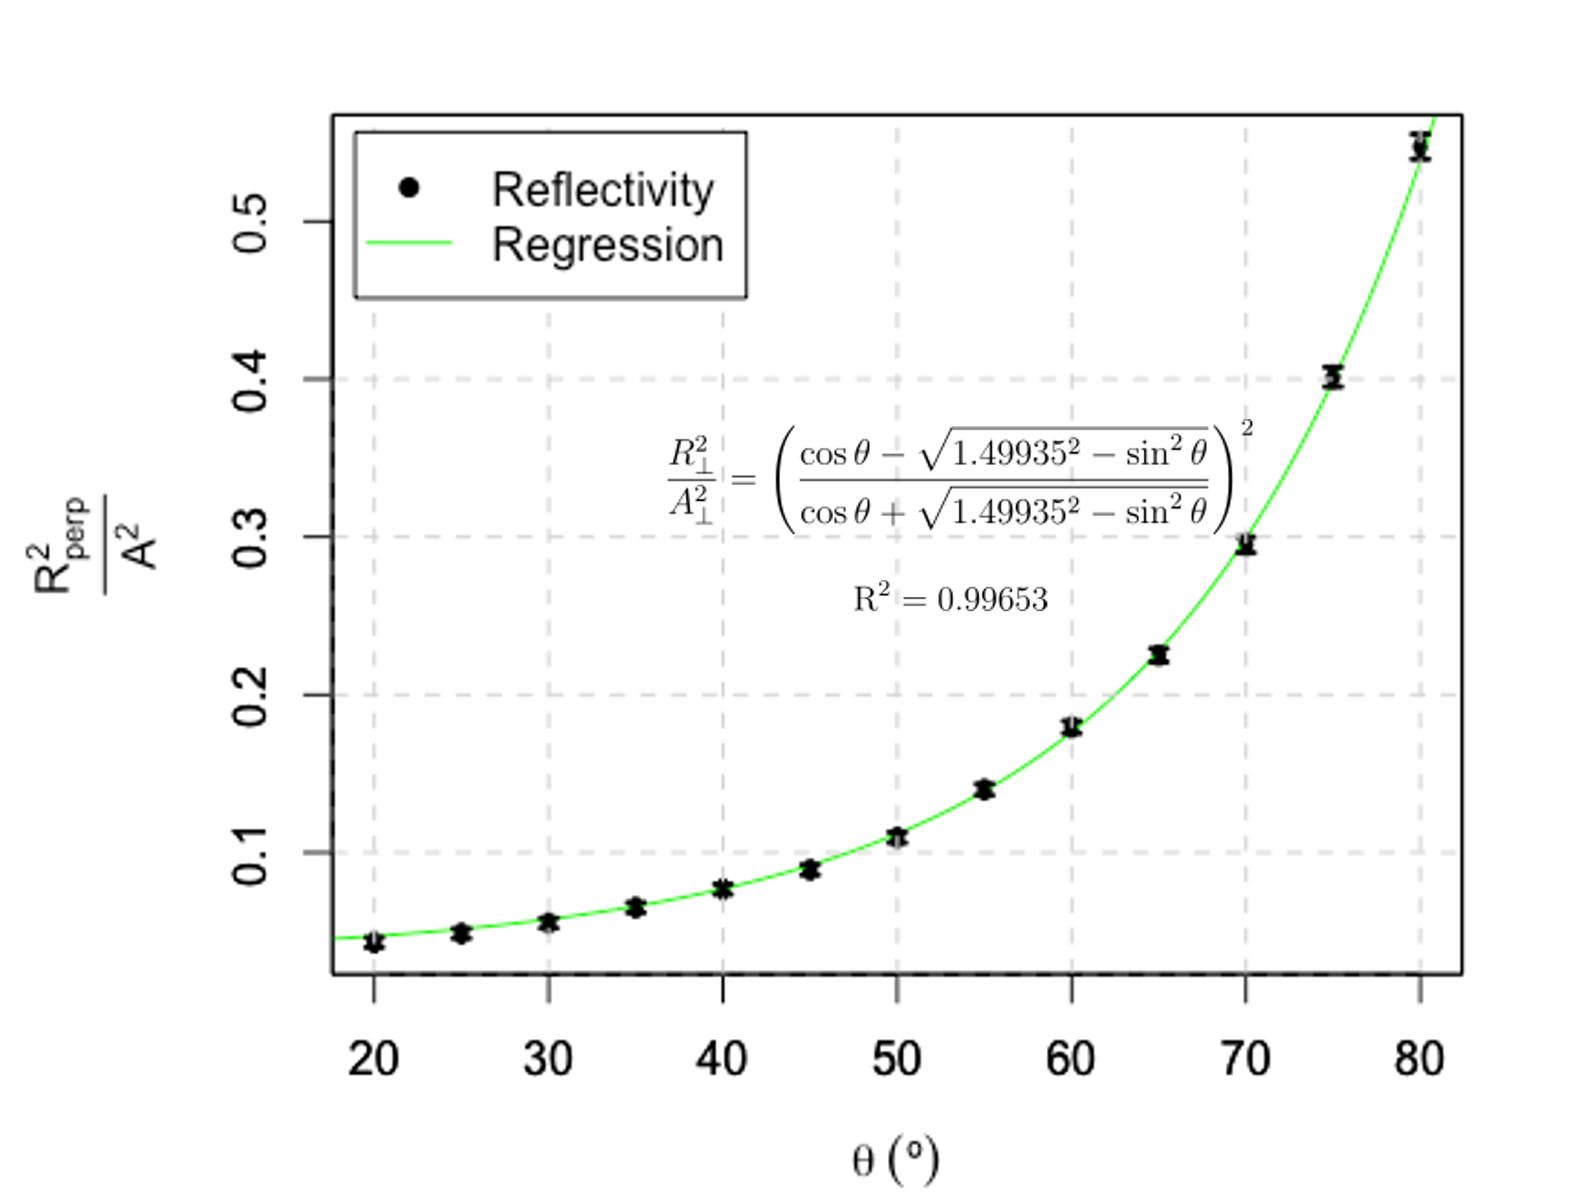 Reflectivity
Regression
0.5
0.4
0.3
0.2
0.1
R²perp
A²
R²⊥ / A²⊥ = ( (cos θ − √(1.49935² − sin² θ)) / (cos θ + √(1.49935² − sin² θ)) )²
R² = 0.99653
20 30 40 50 60 70 80
θ (º)